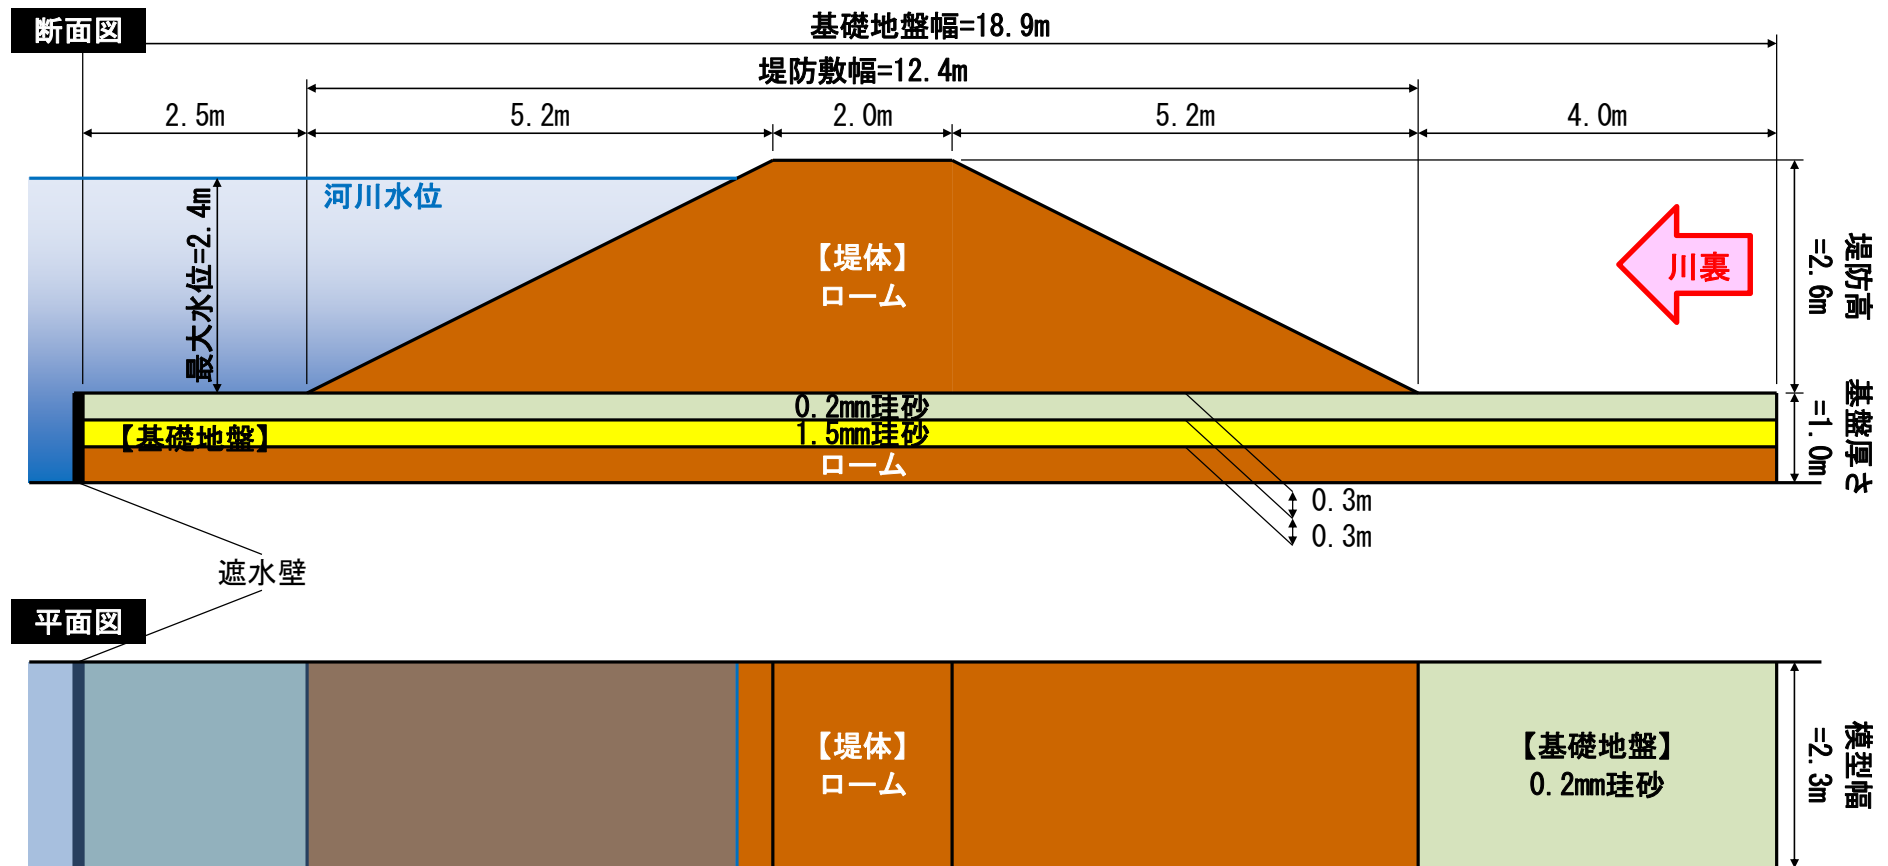 断面図
基礎地盤幅=18.9m
堤防敷幅=12.4m
2.5m
5.2m
2.0m
5.2m
4.0m
河川水位
最大水位=2.4m
【堤体】
ローム
川裏
堤防高
=2.6m
0.2mm珪砂
【基礎地盤】
1.5mm珪砂
ローム
基盤厚さ
=1.0m
0.3m
0.3m
遮水壁
平面図
【堤体】
ローム
【基礎地盤】
0.2mm珪砂
模型幅
=2.3m